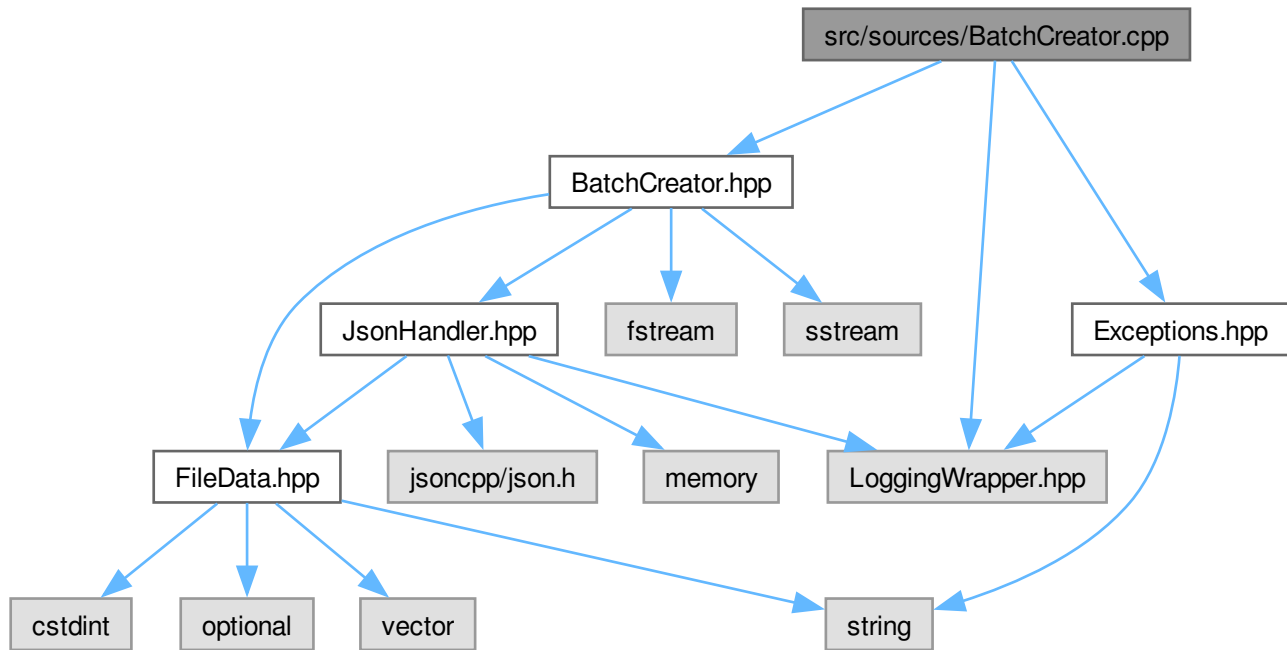 src/sources/BatchCreator.cpp
BatchCreator.hpp
JsonHandler.hpp
fstream
sstream
Exceptions.hpp
FileData.hpp
jsoncpp/json.h
memory
LoggingWrapper.hpp
cstdint
optional
vector
string